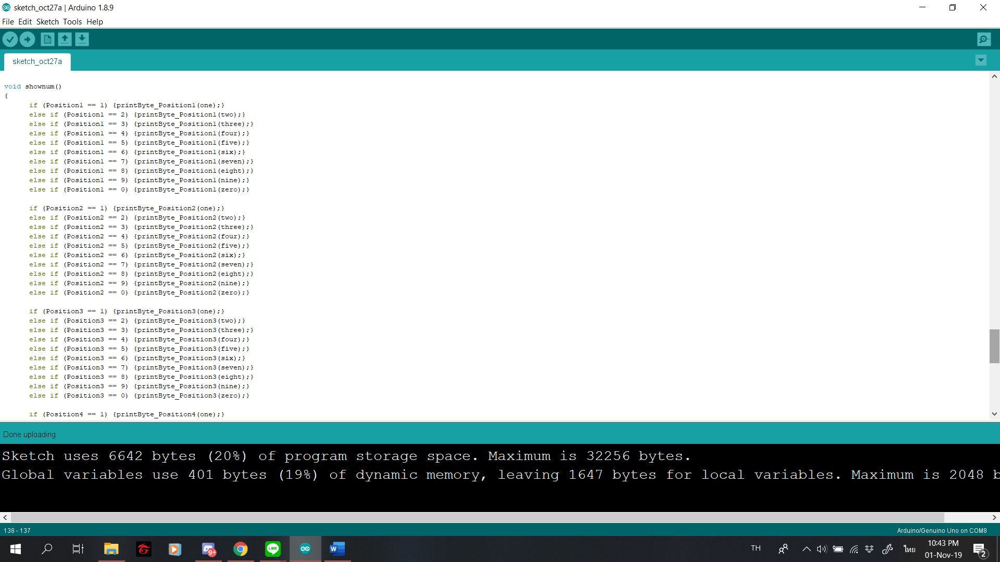 sketch_oct27a | Arduino 1.8.9
File Edit Sketch Tools Help
sketch_oct27a
void shownum()
{
if (Position1 == 1) {printByte_Position1(one);}
else if (Position1 == 2) {printByte_Position1(two);}
else if (Position1 == 3) {printByte_Position1(three);}
else if (Position1 == 4) {printByte_Position1(four);}
else if (Position1 == 5) {printByte_Position1(five);}
else if (Position1 == 6) {printByte_Position1(six);}
else if (Position1 == 7) {printByte_Position1(seven);}
else if (Position1 == 8) {printByte_Position1(eight);}
else if (Position1 == 9) {printByte_Position1(nine);}
else if (Position1 == 0) {printByte_Position1(zero);}
if (Position2 == 1) {printByte_Position2(one);}
else if (Position2 == 2) {printByte_Position2(two);}
else if (Position2 == 3) {printByte_Position2(three);}
else if (Position2 == 4) {printByte_Position2(four);}
else if (Position2 == 5) {printByte_Position2(five);}
else if (Position2 == 6) {printByte_Position2(six);}
else if (Position2 == 7) {printByte_Position2(seven);}
else if (Position2 == 8) {printByte_Position2(eight);}
else if (Position2 == 9) {printByte_Position2(nine);}
else if (Position2 == 0) {printByte_Position2(zero);}
if (Position3 == 1) {printByte_Position3(one);}
else if (Position3 == 2) {printByte_Position3(two);}
else if (Position3 == 3) {printByte_Position3(three);}
else if (Position3 == 4) {printByte_Position3(four);}
else if (Position3 == 5) {printByte_Position3(five);}
else if (Position3 == 6) {printByte_Position3(six);}
else if (Position3 == 7) {printByte_Position3(seven);}
else if (Position3 == 8) {printByte_Position3(eight);}
else if (Position3 == 9) {printByte_Position3(nine);}
else if (Position3 == 0) {printByte_Position3(zero);}
if (Position4 == 1) {printByte_Position4(one);}
Done uploading.
Sketch uses 6642 bytes (20%) of program storage space. Maximum is 32256 bytes.
Global variables use 401 bytes (19%) of dynamic memory, leaving 1647 bytes for local variables. Maximum is 2048 b
138 - 137
Arduino/Genuino Uno on COM8
9+
LINE
W
TH
ไทย
10:43 PM
01-Nov-19
2